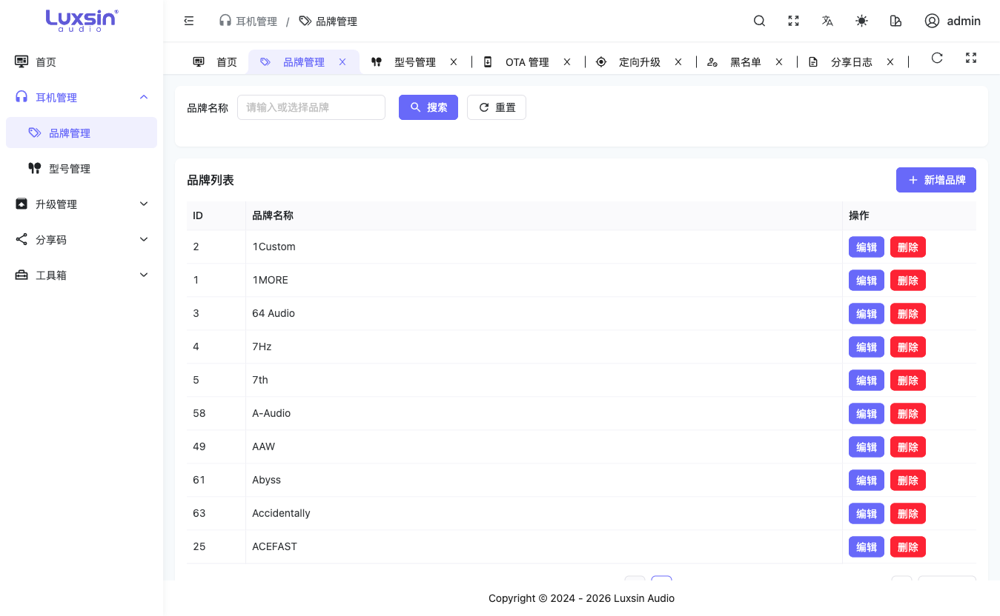 Luxsin®
audio
耳机管理 / 品牌管理
admin
首页
耳机管理
品牌管理
型号管理
升级管理
分享码
工具箱
首页 品牌管理 型号管理 OTA 管理 定向升级 黑名单 分享日志
品牌名称 请输入或选择品牌 搜索 重置
品牌列表 新增品牌
ID 品牌名称 操作
2 1Custom 编辑 删除
1 1MORE 编辑 删除
3 64 Audio 编辑 删除
4 7Hz 编辑 删除
5 7th 编辑 删除
58 A-Audio 编辑 删除
49 AAW 编辑 删除
61 Abyss 编辑 删除
63 Accidentally 编辑 删除
25 ACEFAST 编辑 删除
Copyright © 2024 - 2026 Luxsin Audio